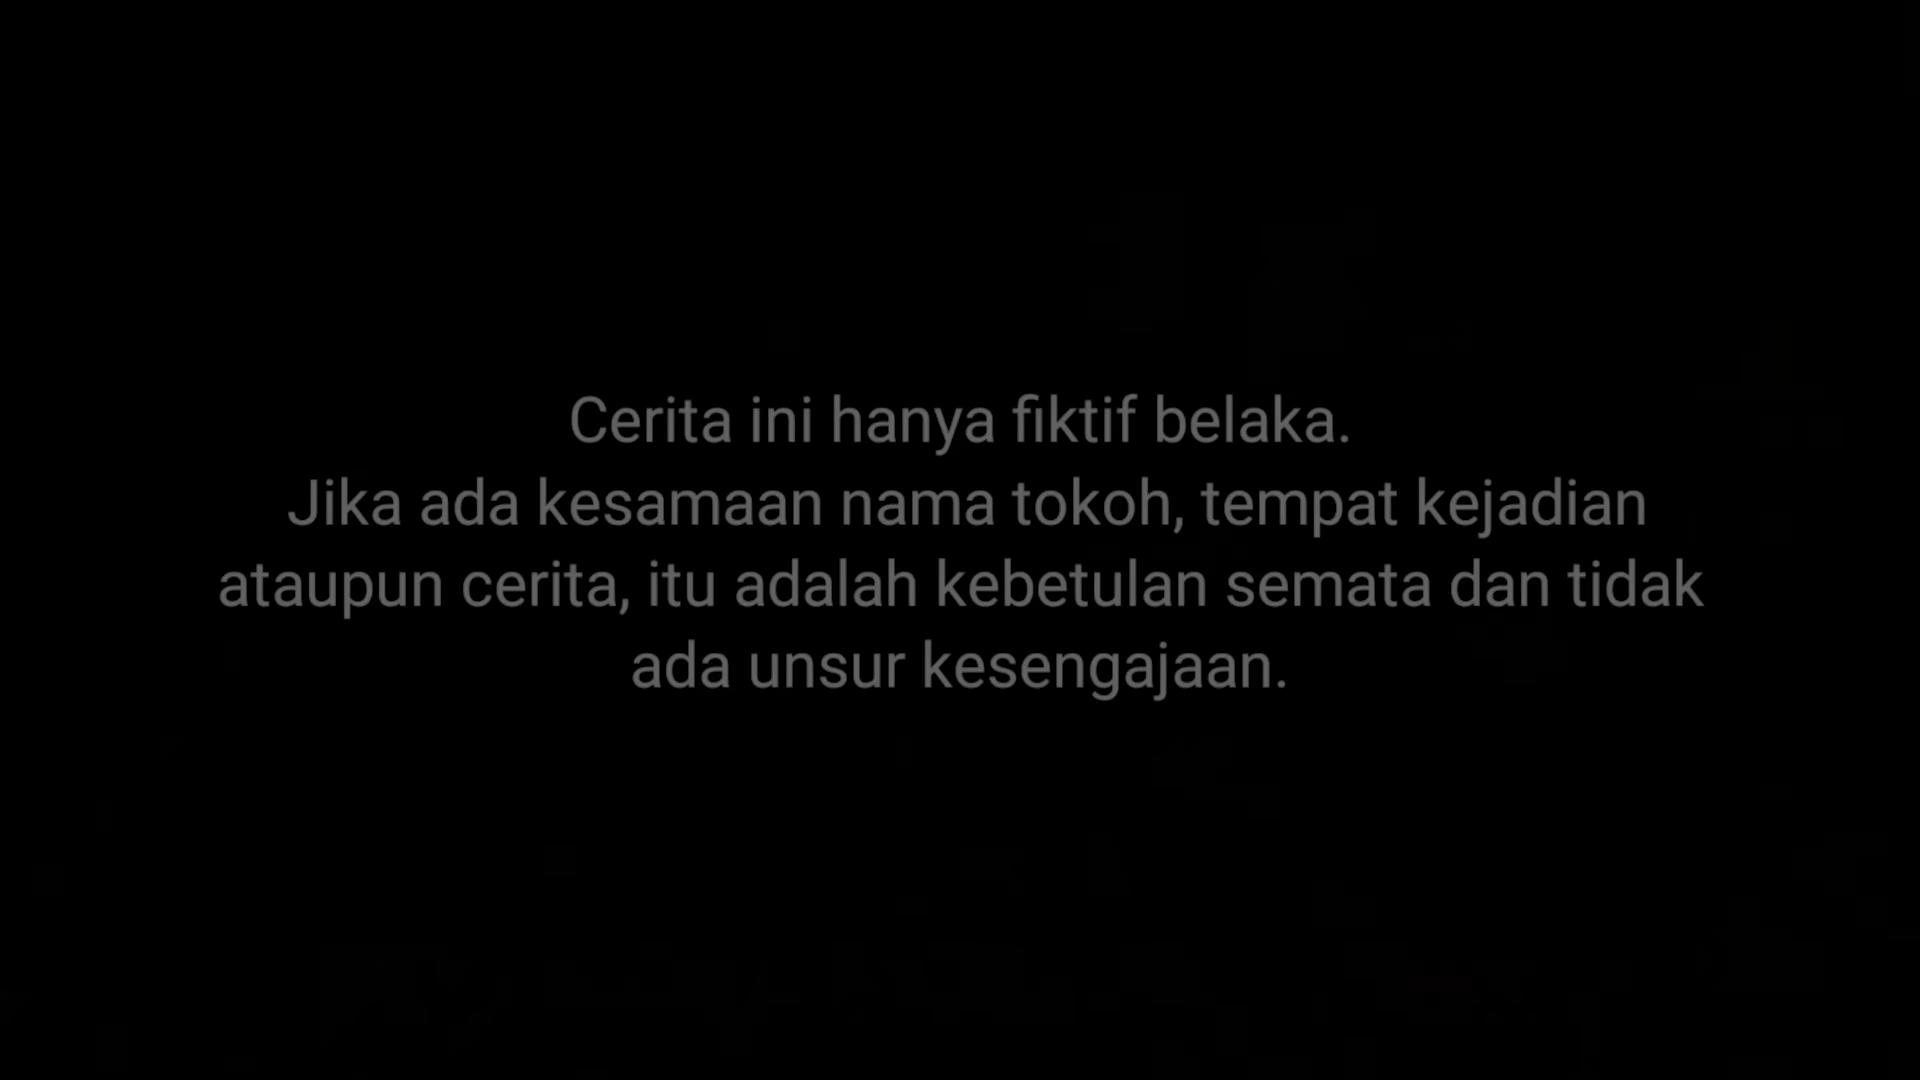 Cerita ini hanya fiktif belaka.
Jika ada kesamaan nama tokoh, tempat kejadian
ataupun cerita, itu adalah kebetulan semata dan tidak
ada unsur kesengajaan.